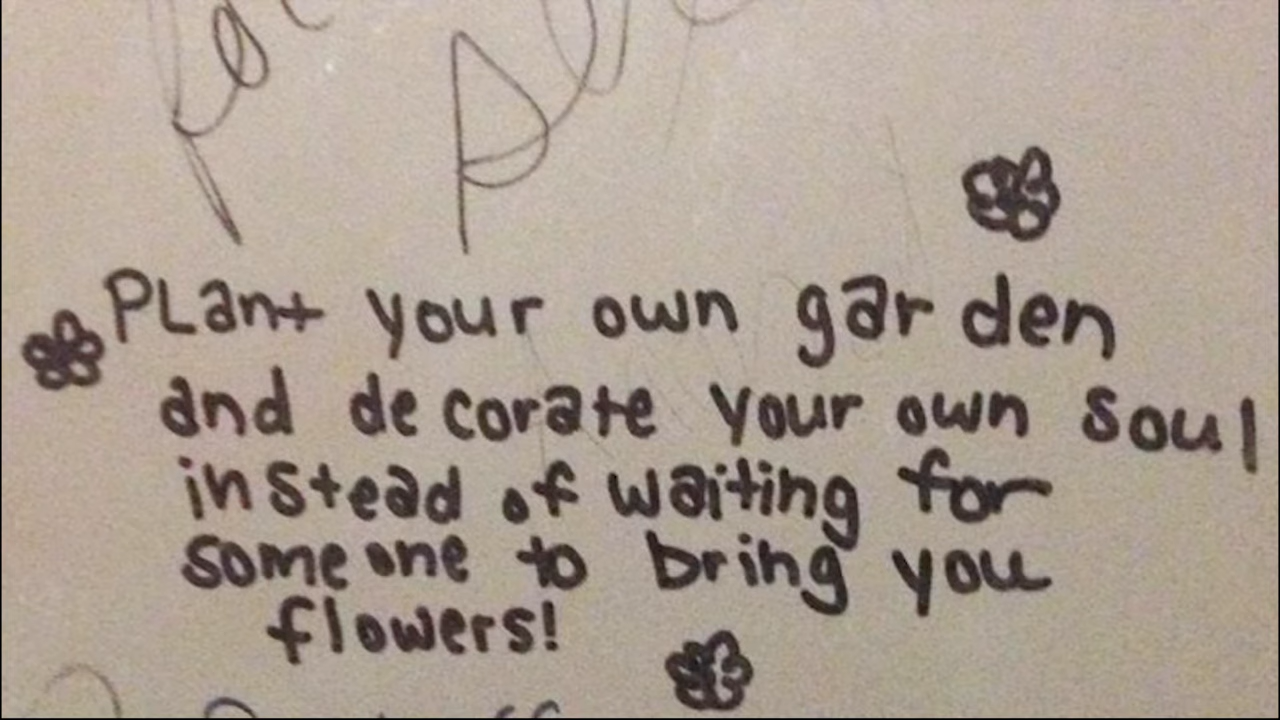 PLant your own garden
and decorate your own soul
instead of waiting for
someone to bring you
flowers!